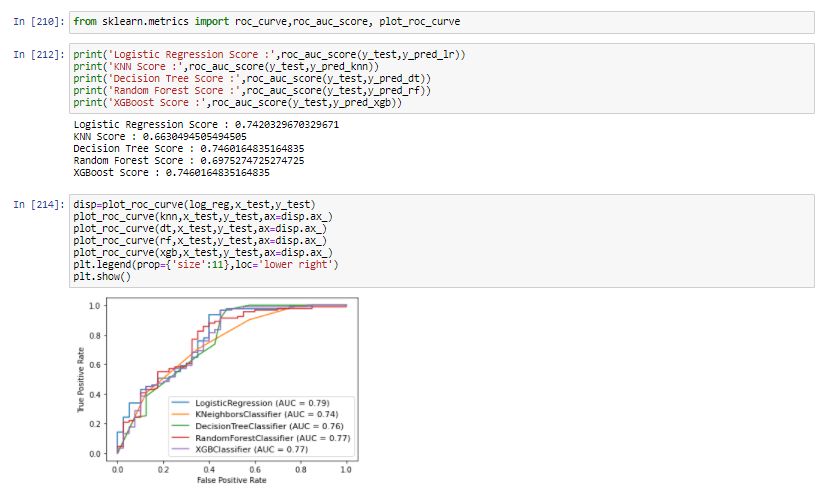 In [210]: from sklearn.metrics import roc_curve,roc_auc_score, plot_roc_curve
In [212]: print('Logistic Regression Score :',roc_auc_score(y_test,y_pred_lr))
print('KNN Score :',roc_auc_score(y_test,y_pred_knn))
print('Decision Tree Score :',roc_auc_score(y_test,y_pred_dt))
print('Random Forest Score :',roc_auc_score(y_test,y_pred_rf))
print('XGBoost Score :',roc_auc_score(y_test,y_pred_xgb))
Logistic Regression Score : 0.7420329670329671
KNN Score : 0.6630494505494505
Decision Tree Score : 0.7460164835164835
Random Forest Score : 0.6975274725274725
XGBoost Score : 0.7460164835164835
In [214]: disp=plot_roc_curve(log_reg,x_test,y_test)
plot_roc_curve(knn,x_test,y_test,ax=disp.ax_)
plot_roc_curve(dt,x_test,y_test,ax=disp.ax_)
plot_roc_curve(rf,x_test,y_test,ax=disp.ax_)
plot_roc_curve(xgb,x_test,y_test,ax=disp.ax_)
plt.legend(prop={'size':11},loc='lower right')
plt.show()
True Positive Rate
1.0
0.8
0.6
0.4
0.2
0.0
LogisticRegression (AUC = 0.79)
KNeighborsClassifier (AUC = 0.74)
DecisionTreeClassifier (AUC = 0.76)
RandomForestClassifier (AUC = 0.77)
XGBClassifier (AUC = 0.77)
0.0 0.2 0.4 0.6 0.8 1.0
False Positive Rate